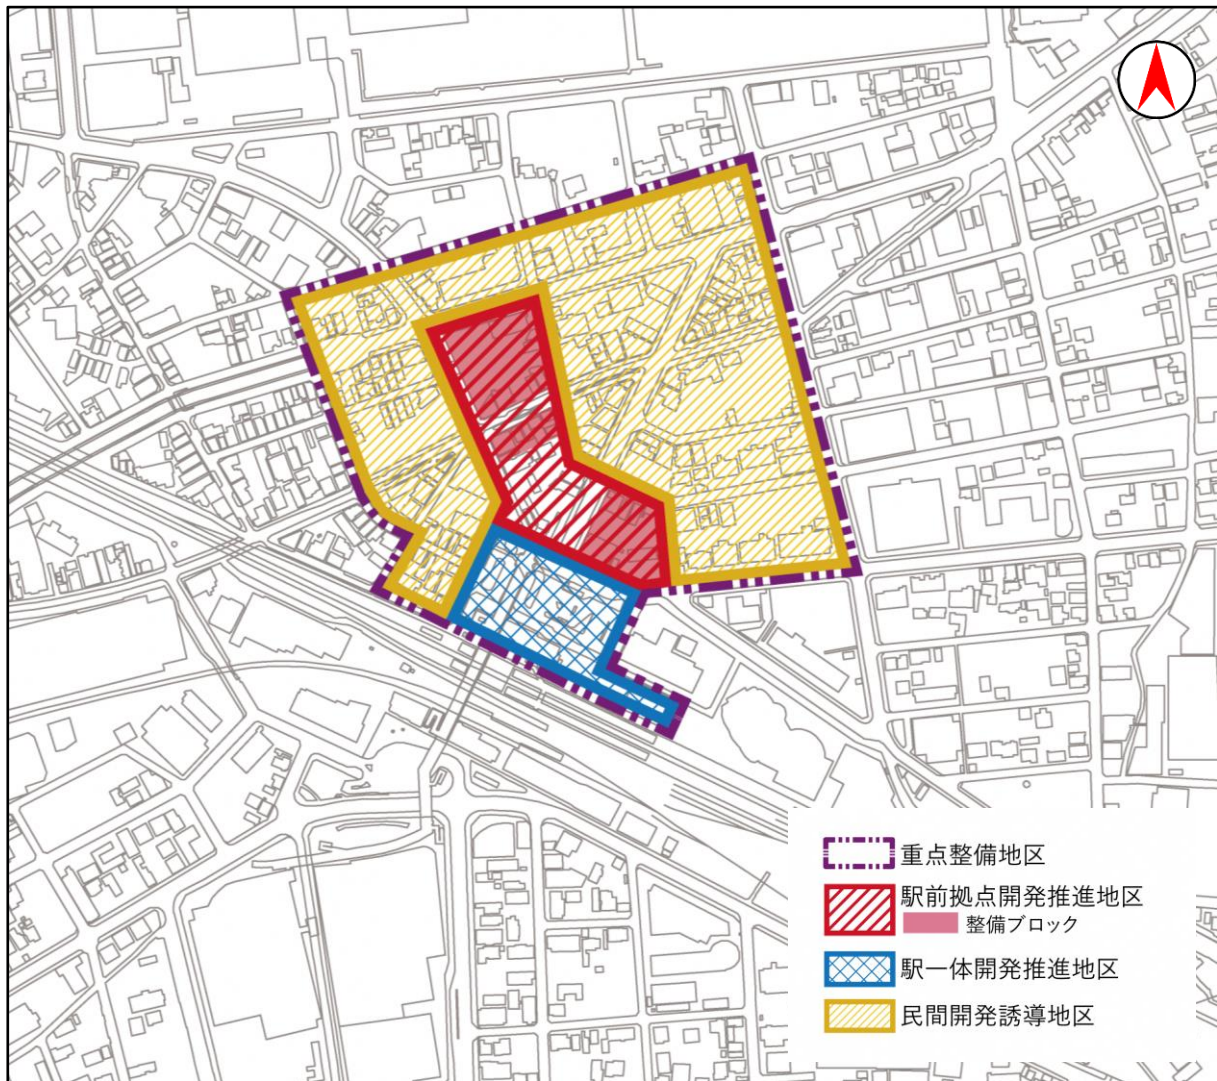 重点整備地区
駅前拠点開発推進地区
整備ブロック
駅一体開発推進地区
民間開発誘導地区